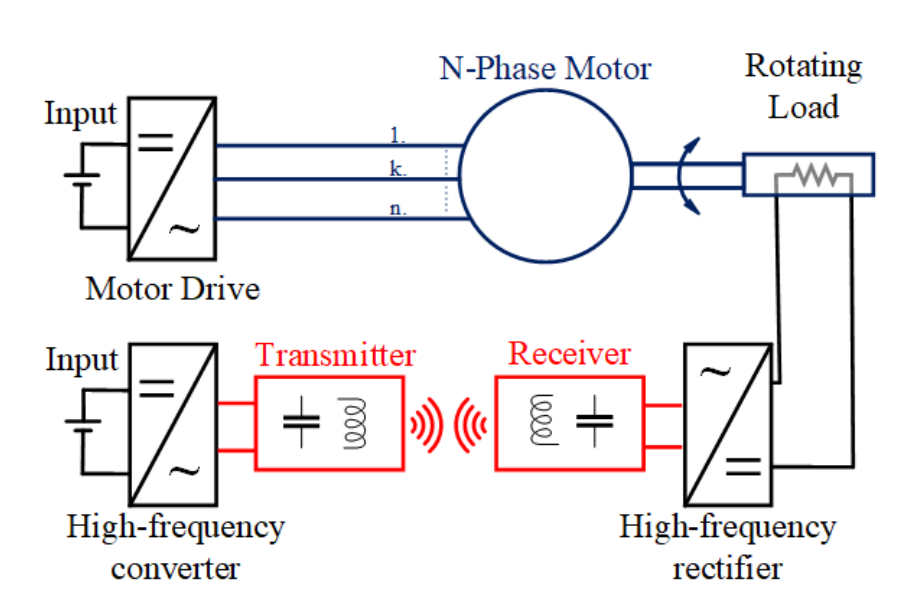 N-Phase Motor
Rotating
Load
Input
1.
k.
n.
Motor Drive
Input
Transmitter
Receiver
High-frequency
converter
High-frequency
rectifier